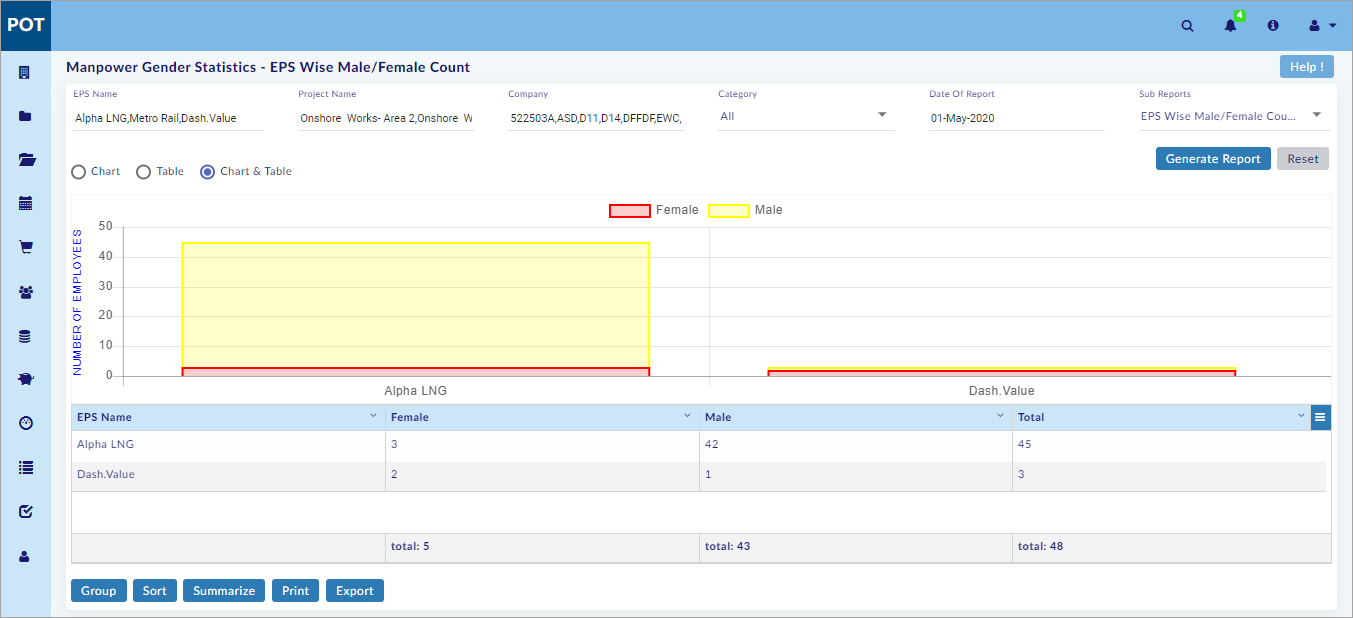 POT
4
Manpower Gender Statistics - EPS Wise Male/Female Count
Help !
EPS Name Project Name Company Category Date Of Report Sub Reports
Alpha LNG,Metro Rail,Dash.Value Onshore Works- Area 2,Onshore W 522503A,ASD,D11,D14,DFFDF,EWC, All 01-May-2020 EPS Wise Male/Female Cou...
Generate Report Reset
Chart Table Chart & Table
Female Male
NUMBER OF EMPLOYEES
50
40
30
20
10
0
Alpha LNG Dash.Value
EPS Name Female Male Total
Alpha LNG 3 42 45
Dash.Value 2 1 3
total: 5 total: 43 total: 48
Group Sort Summarize Print Export